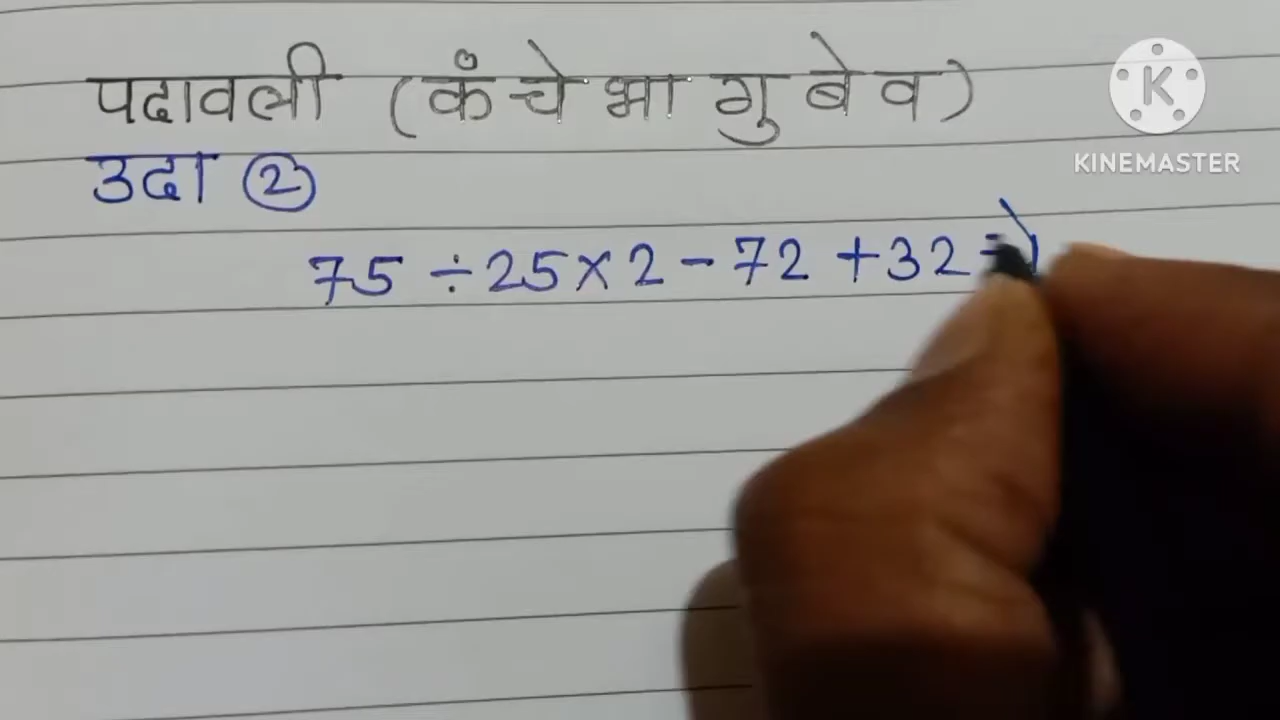 पदावली (कंचे भा गु बे व)
K
KINEMASTER
उदा ②
75 ÷ 25 × 2 - 72 + 32